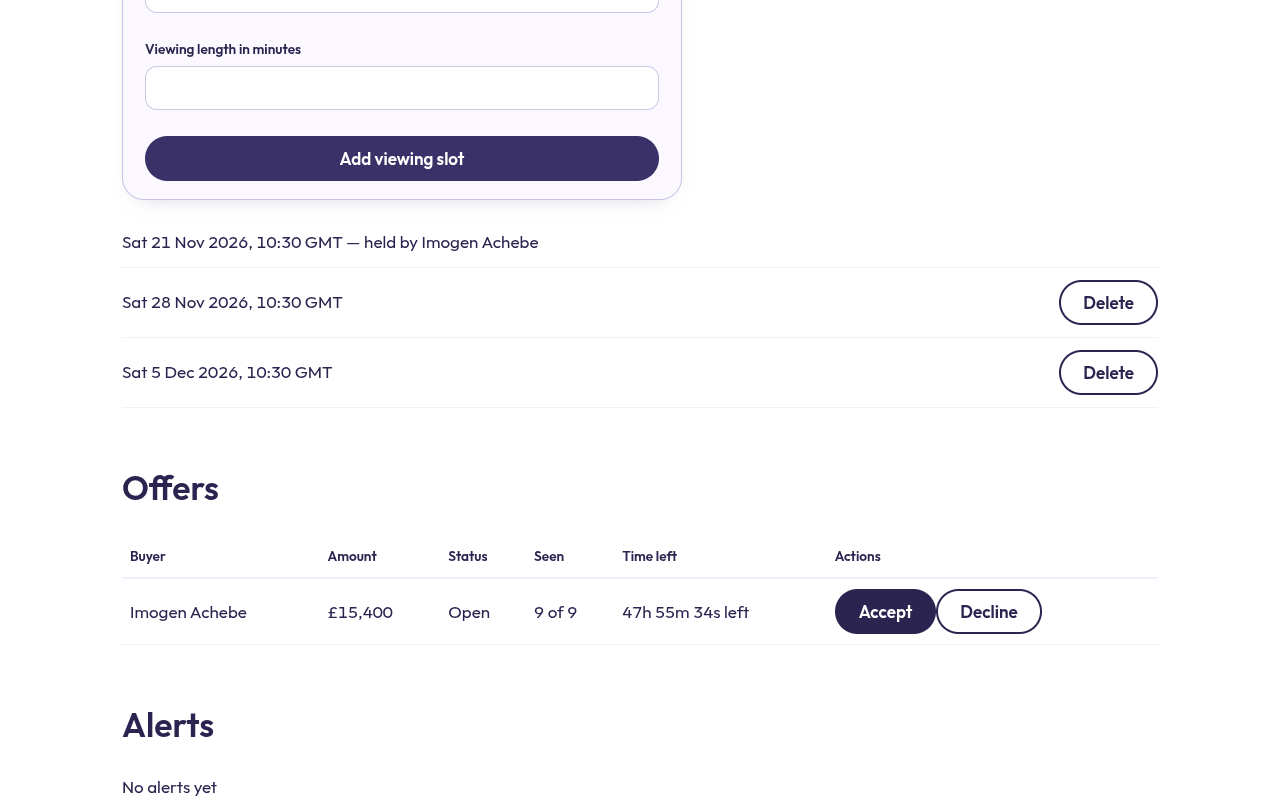 Viewing length in minutes
Add viewing slot
Sat 21 Nov 2026, 10:30 GMT — held by Imogen Achebe
Sat 28 Nov 2026, 10:30 GMT
Delete
Sat 5 Dec 2026, 10:30 GMT
Delete
Offers
Buyer Amount Status Seen Time left Actions
Imogen Achebe £15,400 Open 9 of 9 47h 55m 34s left Accept Decline
Alerts
No alerts yet